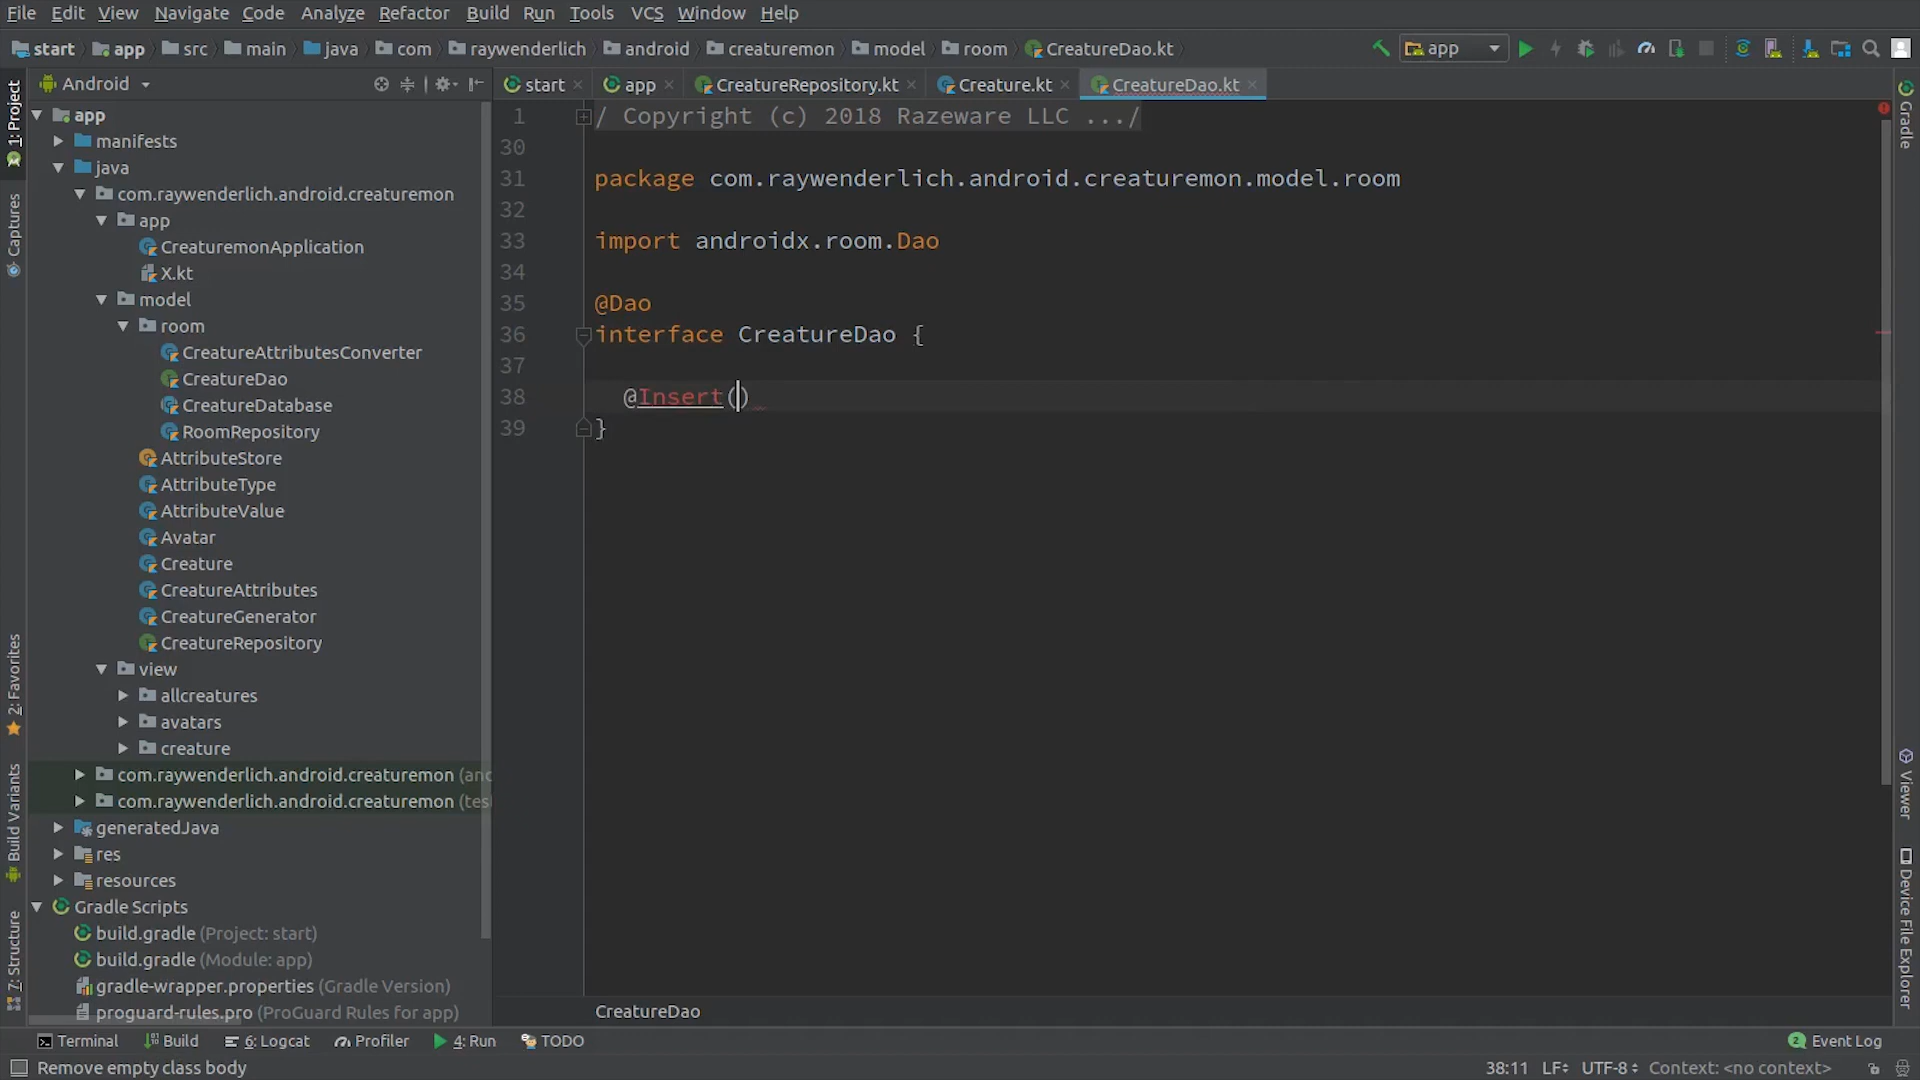 File Edit View Navigate Code Analyze Refactor Build Run Tools VCS Window Help
start app src main java com raywenderlich android creaturemon model room CreatureDao.kt app
Android start app CreatureRepository.kt Creature.kt CreatureDao.kt
1: Project
Captures
2: Favorites
Build Variants
7: Structure
app
manifests
java
com.raywenderlich.android.creaturemon
app
CreaturemonApplication
X.kt
model
room
CreatureAttributesConverter
CreatureDao
CreatureDatabase
RoomRepository
AttributeStore
AttributeType
AttributeValue
Avatar
Creature
CreatureAttributes
CreatureGenerator
CreatureRepository
view
allcreatures
avatars
creature
com.raywenderlich.android.creaturemon (and
com.raywenderlich.android.creaturemon (tes
generatedJava
res
resources
Gradle Scripts
build.gradle (Project: start)
build.gradle (Module: app)
gradle-wrapper.properties (Gradle Version)
proguard-rules.pro (ProGuard Rules for app)
1 / Copyright (c) 2018 Razeware LLC .../
30
31 package com.raywenderlich.android.creaturemon.model.room
32
33 import androidx.room.Dao
34
35 @Dao
36 interface CreatureDao {
37
38 @Insert()
39 }
CreatureDao
Gradle
Viewer
Device File Explorer
Terminal Build 6: Logcat Profiler 4: Run TODO 2 Event Log
Remove empty class body 38:11 LF UTF-8 Context: <no context>